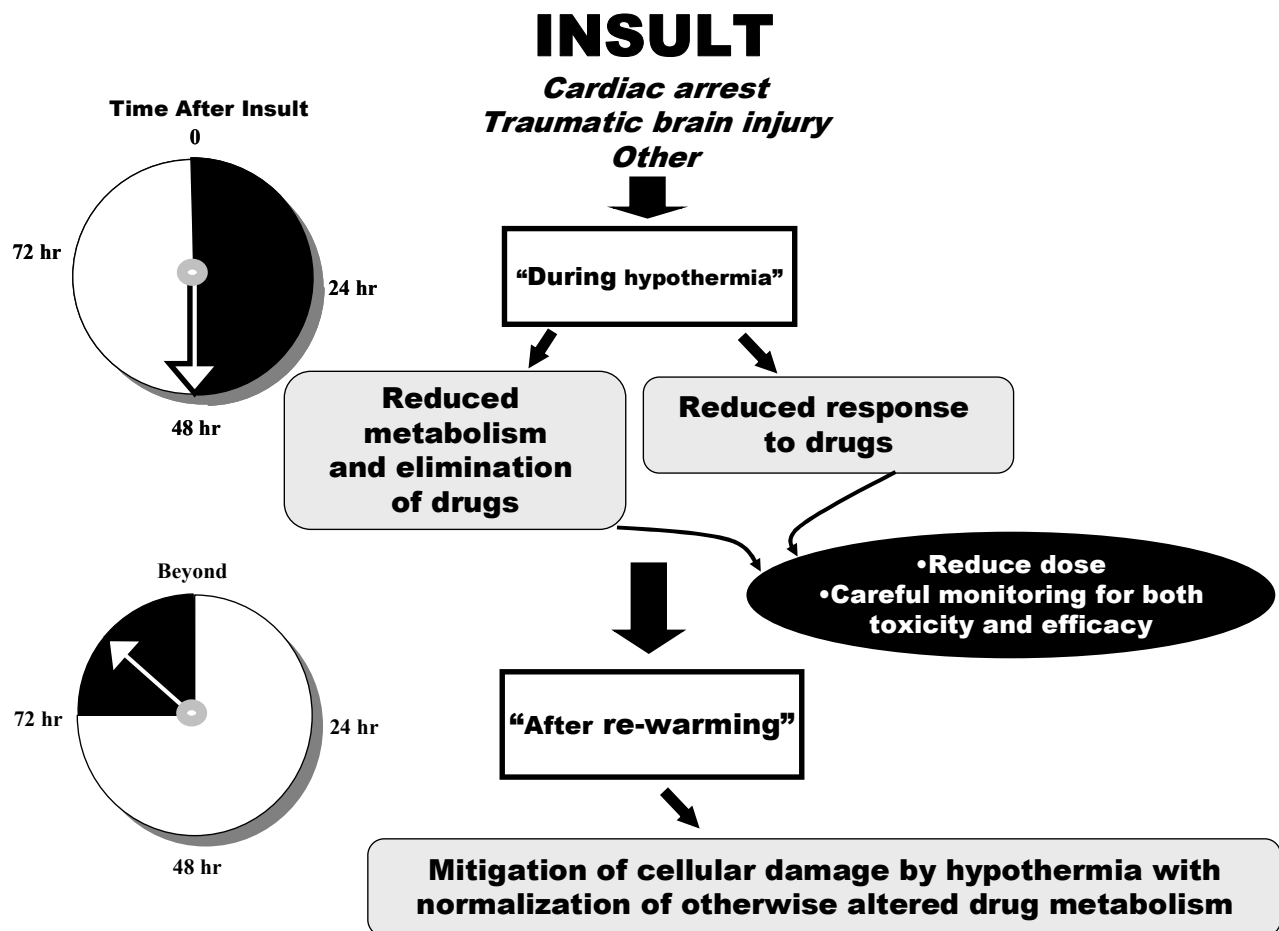 INSULT
Cardiac arrest
Traumatic brain injury
Other
Time After Insult
0
72 hr
24 hr
48 hr
“During hypothermia”
Reduced
metabolism
and elimination
of drugs
Reduced response
to drugs
•Reduce dose
•Careful monitoring for both
toxicity and efficacy
Beyond
72 hr
24 hr
48 hr
“After re-warming”
Mitigation of cellular damage by hypothermia with
normalization of otherwise altered drug metabolism